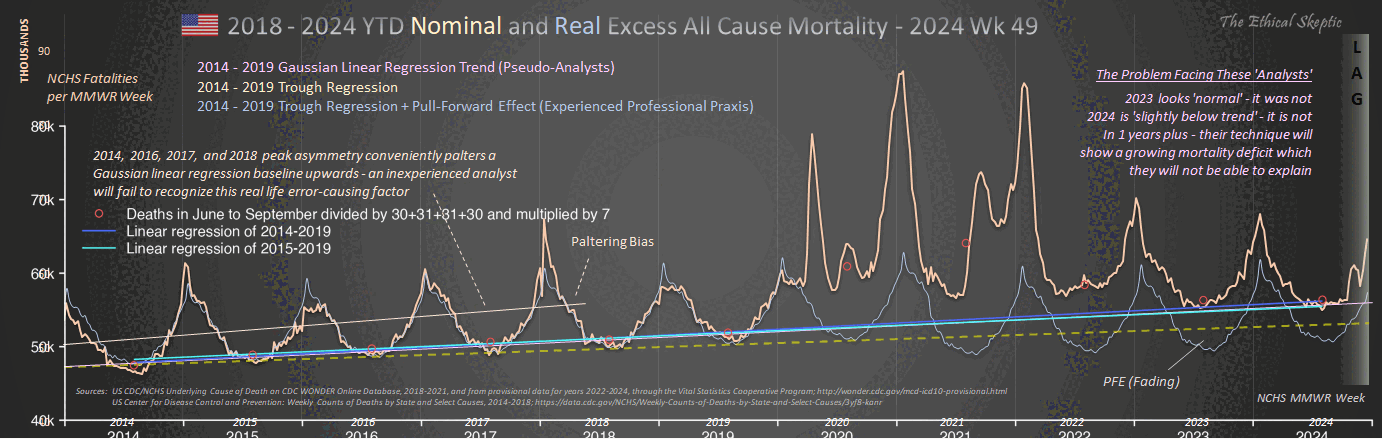 2018 - 2024 YTD Nominal and Real Excess All Cause Mortality - 2024 Wk 49
The Ethical Skeptic
THOUSANDS
90
NCHS Fatalities
per MMWR Week
2014 - 2019 Gaussian Linear Regression Trend (Pseudo-Analysts)
2014 - 2019 Trough Regression
2014 - 2019 Trough Regression + Pull-Forward Effect (Experienced Professional Praxis)
The Problem Facing These 'Analysts'
2023 looks 'normal' - it was not
2024 is 'slightly below trend' - it is not
In 1 years plus - their technique will
show a growing mortality deficit which
they will not be able to explain
L
A
G
80k
2014, 2016, 2017, and 2018 peak asymmetry conveniently palters a
Gaussian linear regression baseline upwards - an inexperienced analyst
will fail to recognize this real life error-causing factor
70k
Deaths in June to September divided by 30+31+31+30 and multiplied by 7
Linear regression of 2014-2019
Linear regression of 2015-2019
Paltering Bias
60k
50k
PFE (Fading)
Sources: US CDC/NCHS Underlying Cause of Death on CDC WONDER Online Database, 2018-2021, and from provisional data for years 2022-2024, through the Vital Statistics Cooperative Program; http://wonder.cdc.gov/mcd-icd10-provisional.html
US Center for Disease Control and Prevention: Weekly Counts of Deaths by State and Select Causes, 2014-2018; https://data.cdc.gov/NCHS/Weekly-Counts-of-Deaths-by-State-and-Select-Causes/3yf8-kanr
NCHS MMWR Week
40k
2014 2015 2016 2017 2018 2019 2020 2021 2022 2023 2024
2014 2015 2016 2017 2018 2019 2020 2021 2022 2023 2024